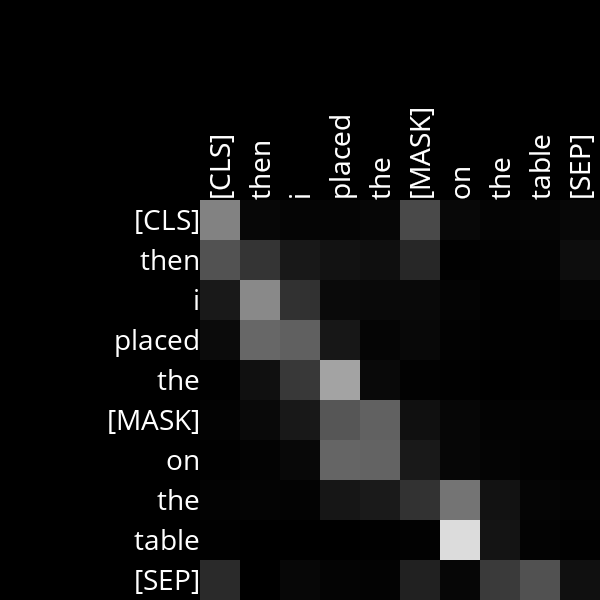 [CLS] then i placed the [MASK] on the table [SEP]
[CLS]
then
i
placed
the
[MASK]
on
the
table
[SEP]